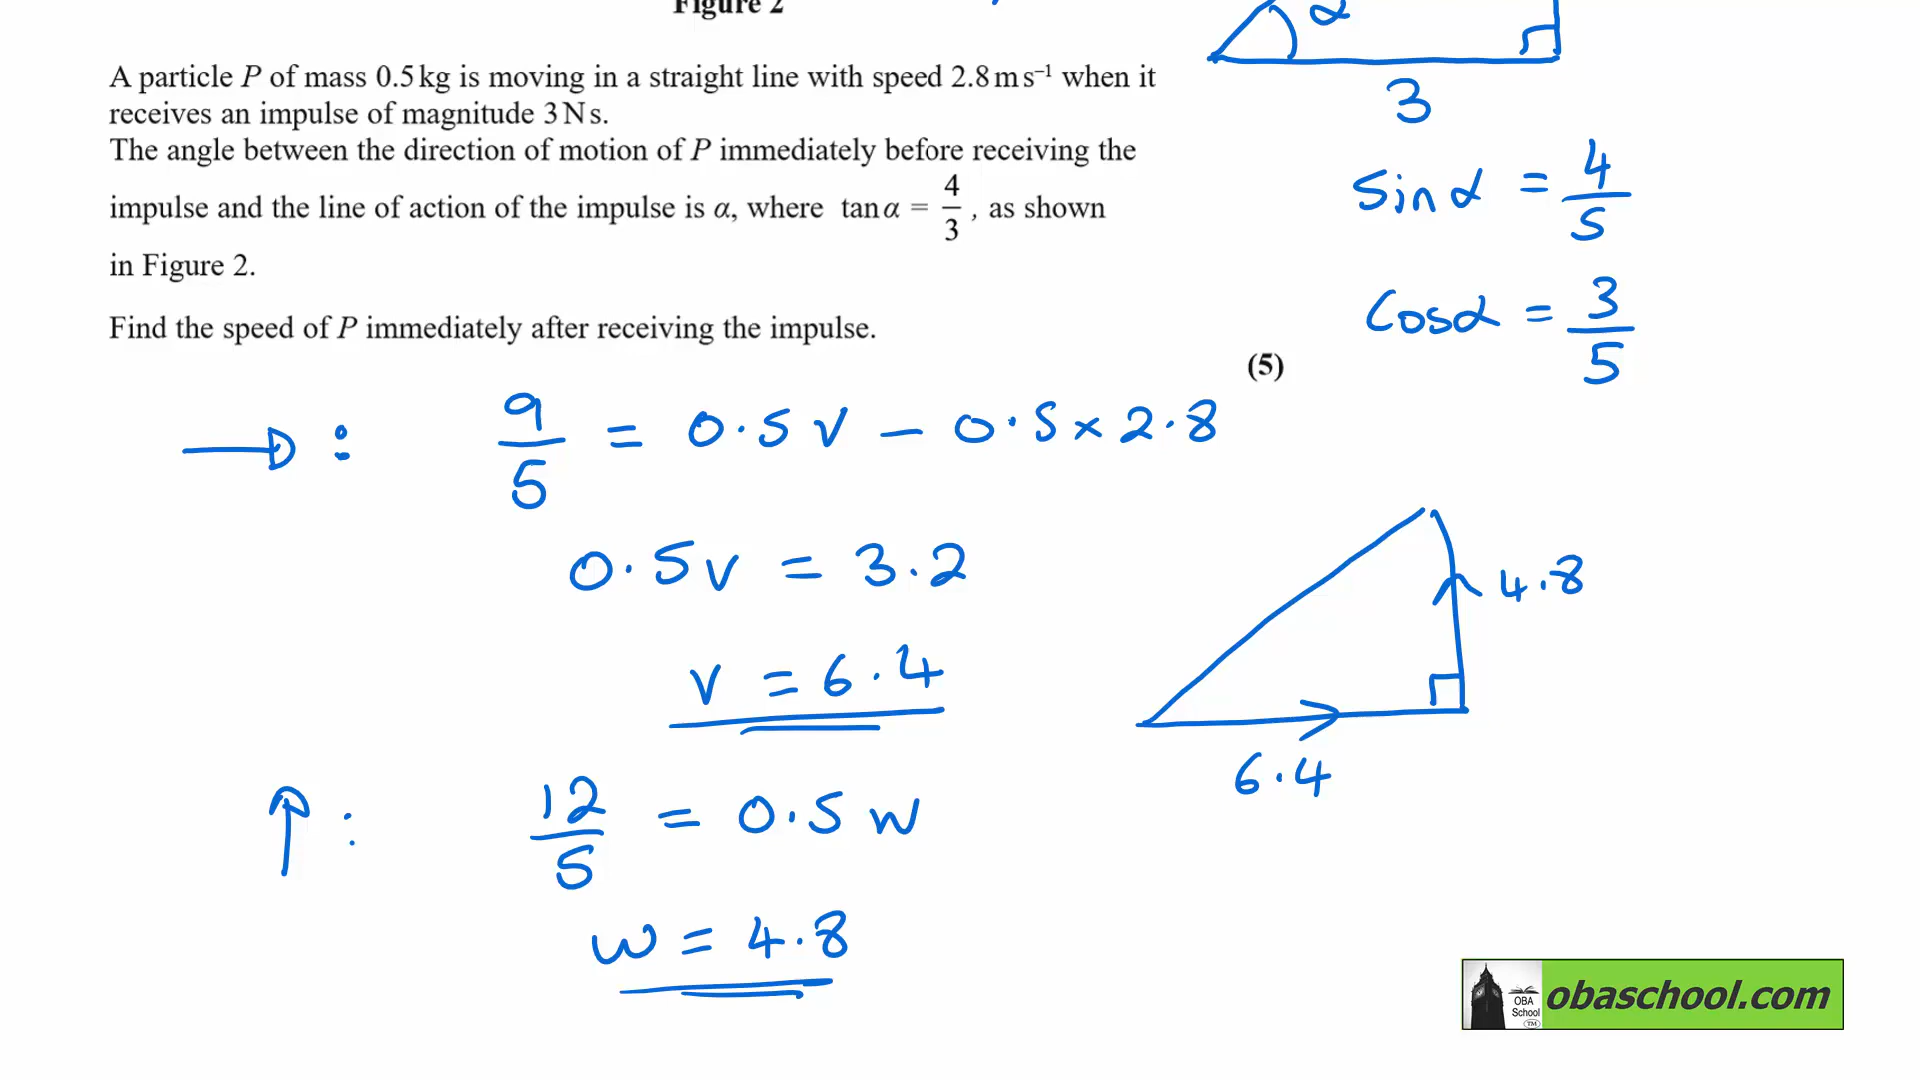 Figure 2
α
3
A particle P of mass 0.5 kg is moving in a straight line with speed 2.8 m s⁻¹ when it
receives an impulse of magnitude 3 N s.
The angle between the direction of motion of P immediately before receiving the
impulse and the line of action of the impulse is α, where tan α = 4/3, as shown
in Figure 2.
Find the speed of P immediately after receiving the impulse.
(5)
sin α = 4/5
cos α = 3/5
→ : 9/5 = 0.5 v − 0.5 × 2.8
0.5 v = 3.2
v = 6.4
↑ : 12/5 = 0.5 w
w = 4.8
4.8
6.4
OBA
School
TM
obaschool.com